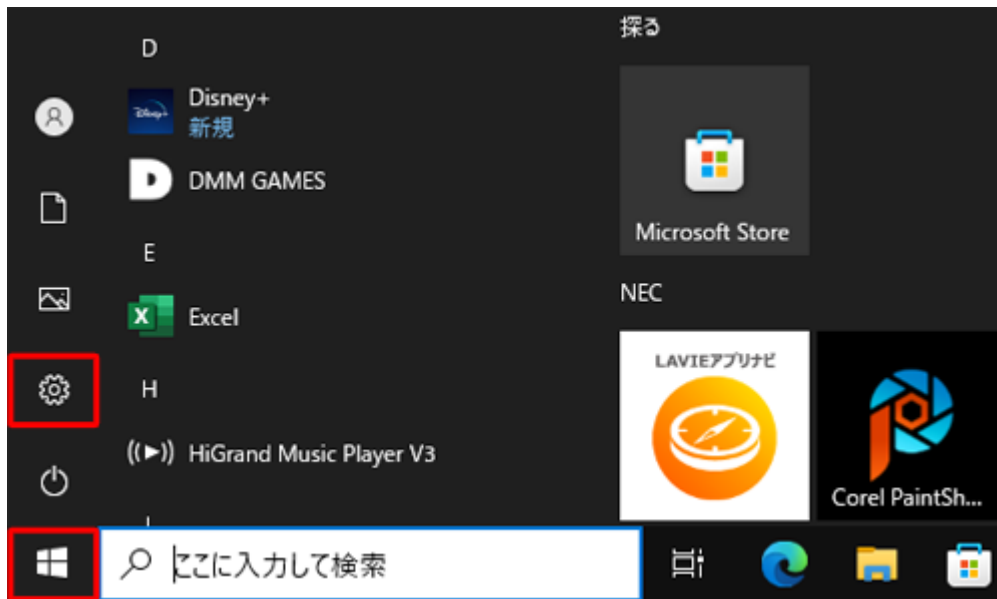 D
Disney+
Disney+
新規
DMM GAMES
E
X
Excel
H
HiGrand Music Player V3
探る
Microsoft Store
NEC
LAVIEアプリナビ
Corel PaintSh...
ここに入力して検索